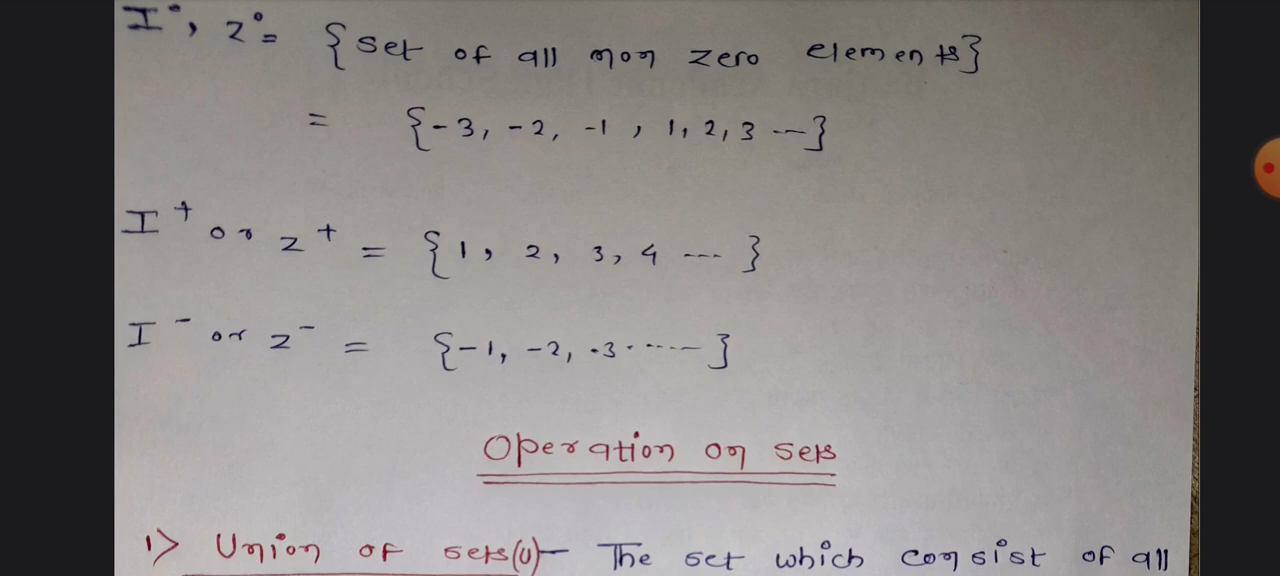 I°, z° = {set of all non zero elements}
= {-3, -2, -1, 1, 2, 3 ---}
I⁺ or z⁺ = {1, 2, 3, 4 --- }
I⁻ or z⁻ = {-1, -2, -3 ------}
Operation on sets
1> Union of sets(U)- The set which consist of all